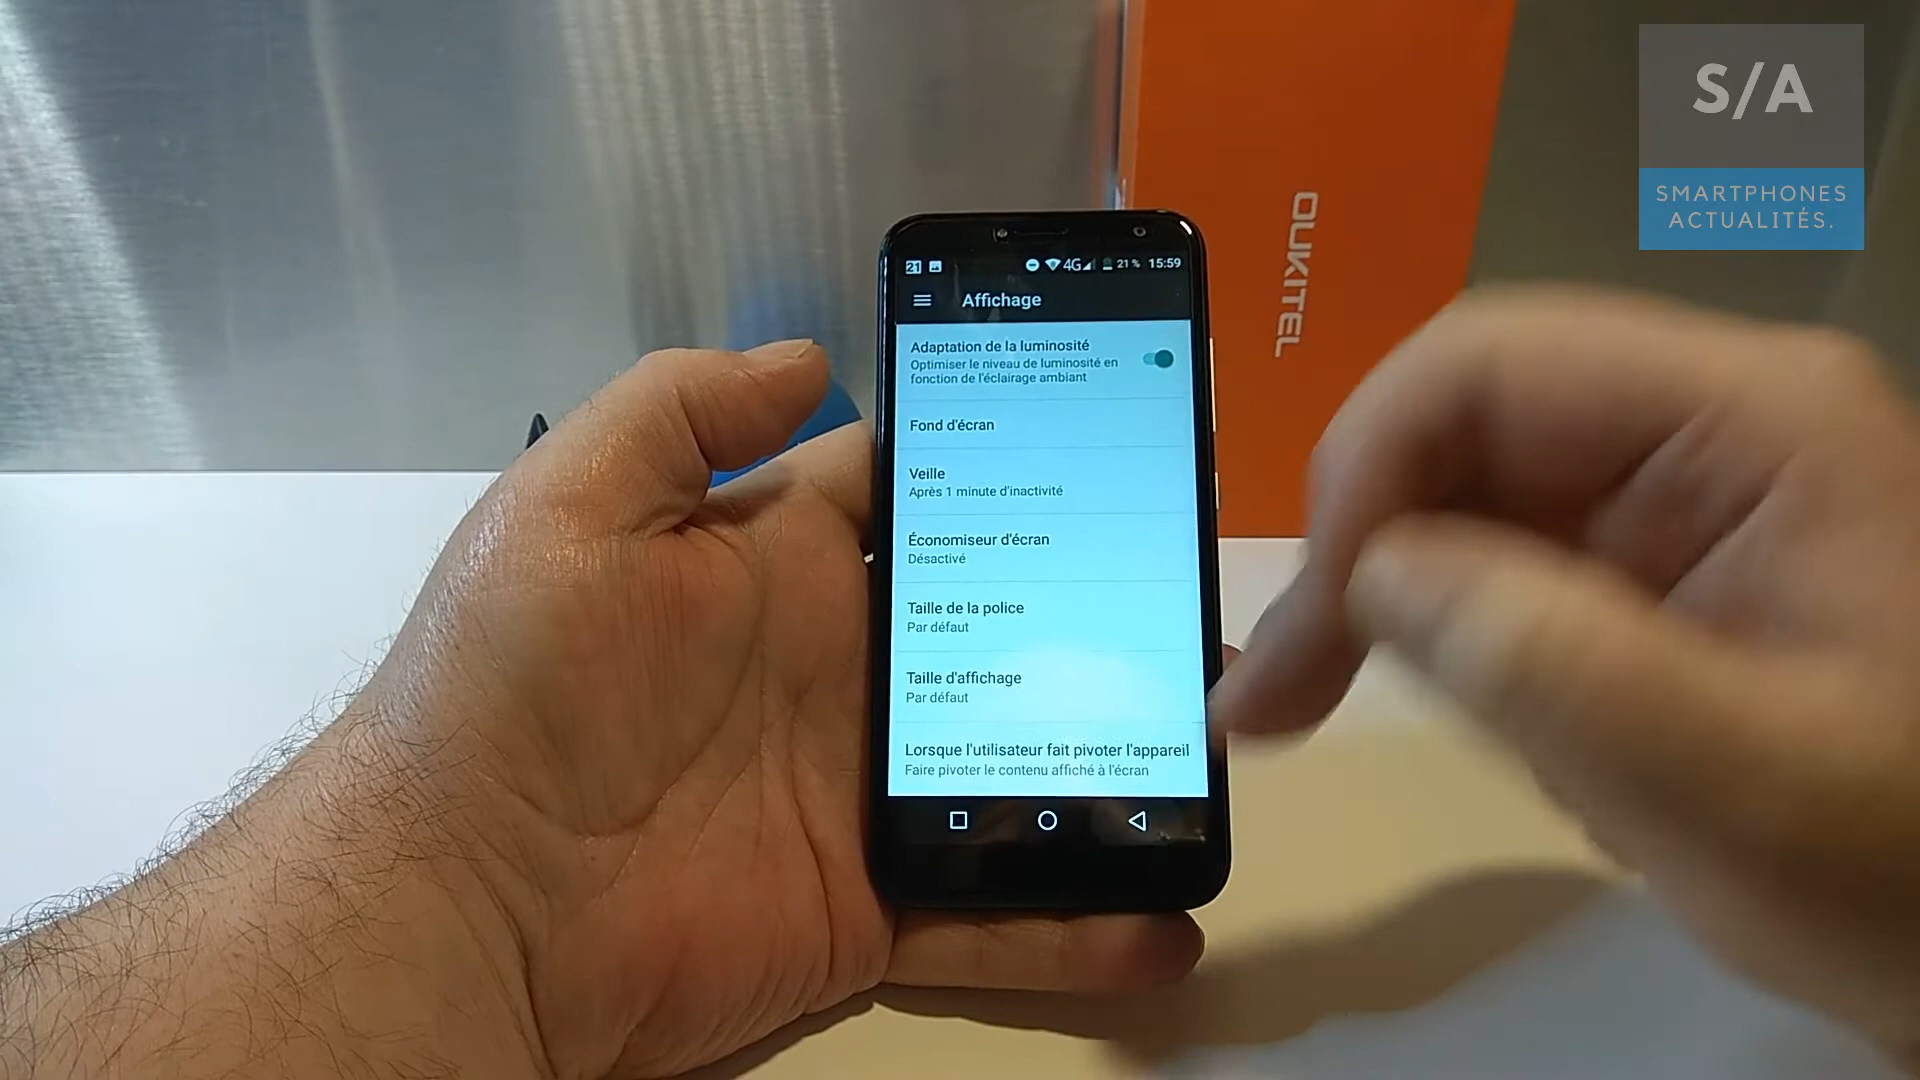 S/A
SMARTPHONES
ACTUALITÉS.
OUKITEL
21 4G 21 % 15:59
Affichage
Adaptation de la luminosité
Optimiser le niveau de luminosité en
fonction de l'éclairage ambiant
Fond d'écran
Veille
Après 1 minute d'inactivité
Économiseur d'écran
Désactivé
Taille de la police
Par défaut
Taille d'affichage
Par défaut
Lorsque l'utilisateur fait pivoter l'appareil
Faire pivoter le contenu affiché à l'écran